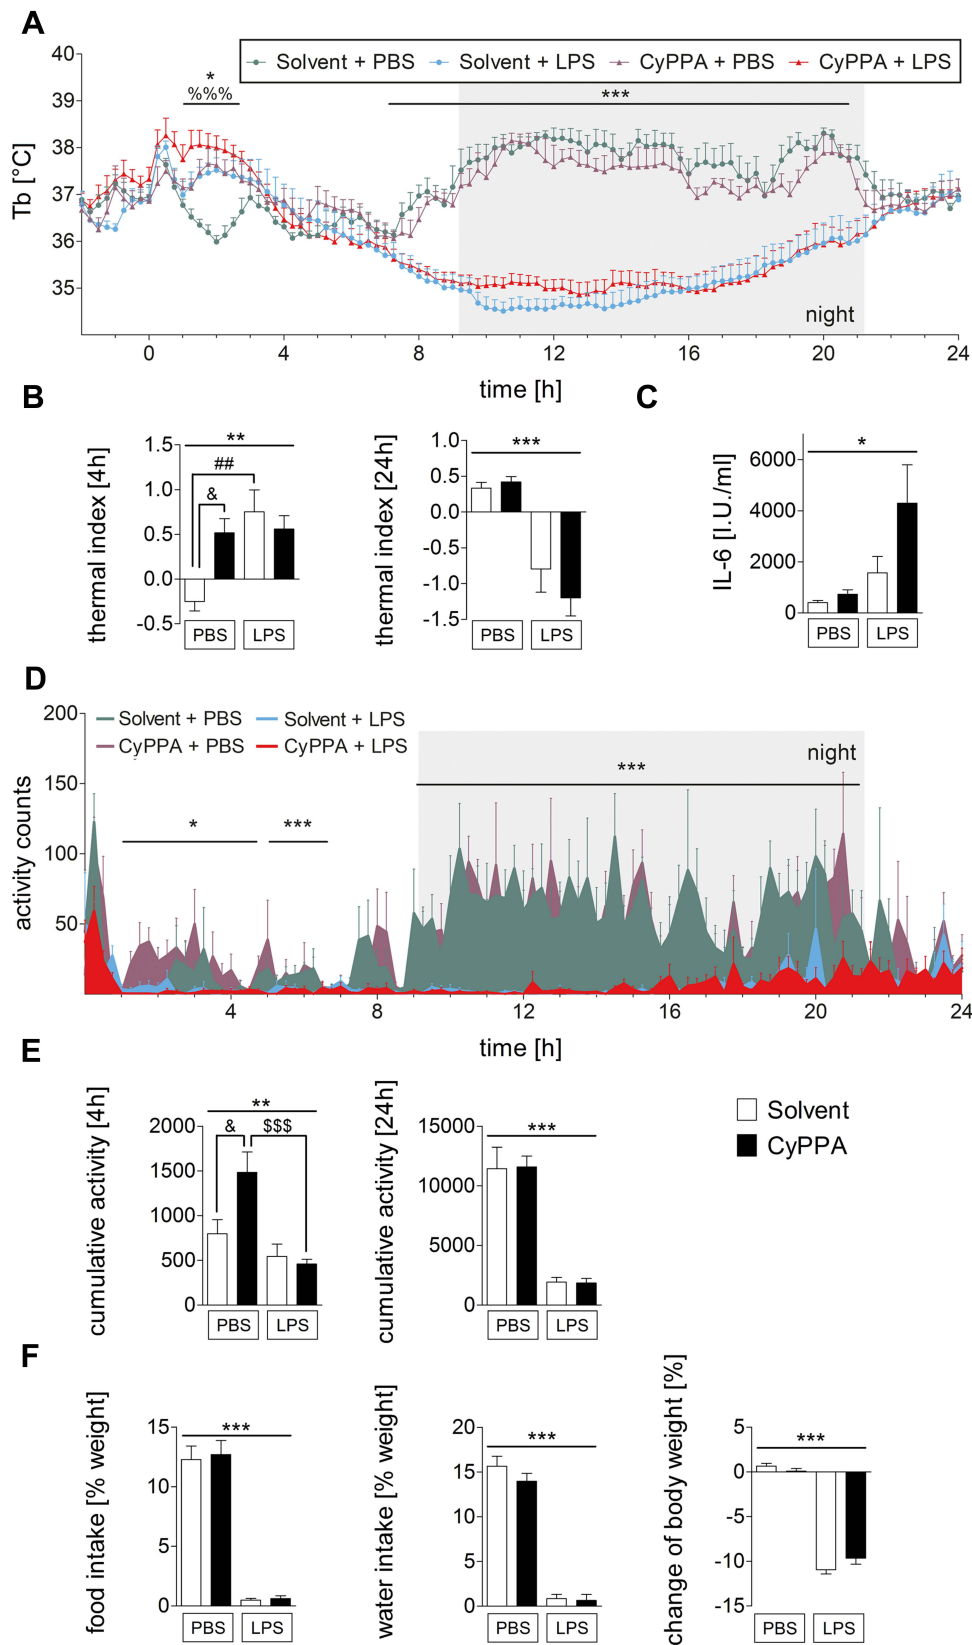 A
Solvent + PBS Solvent + LPS CyPPA + PBS CyPPA + LPS
Tb [°C]
40
39
38
37
36
35
*
%%%
***
night
0 4 8 12 16 20 24
time [h]
B
thermal index [4h]
1.5
1.0
0.5
0.0
-0.5
**
##
&
PBS LPS
thermal index [24h]
1.0
0.5
0.0
-0.5
-1.0
-1.5
***
PBS LPS
C
IL-6 [I.U./ml]
6000
4000
2000
0
*
PBS LPS
D
activity counts
200
150
100
50
Solvent + PBS Solvent + LPS
CyPPA + PBS CyPPA + LPS
night
* *** ***
4 8 12 16 20 24
time [h]
E
cumulative activity [4h]
2000
1500
1000
500
0
**
& $$$
PBS LPS
cumulative activity [24h]
15000
10000
5000
0
***
PBS LPS
Solvent
CyPPA
F
food intake [% weight]
15
10
5
0
***
PBS LPS
water intake [% weight]
20
15
10
5
0
***
PBS LPS
change of body weight [%]
5
0
-5
-10
-15
***
PBS LPS